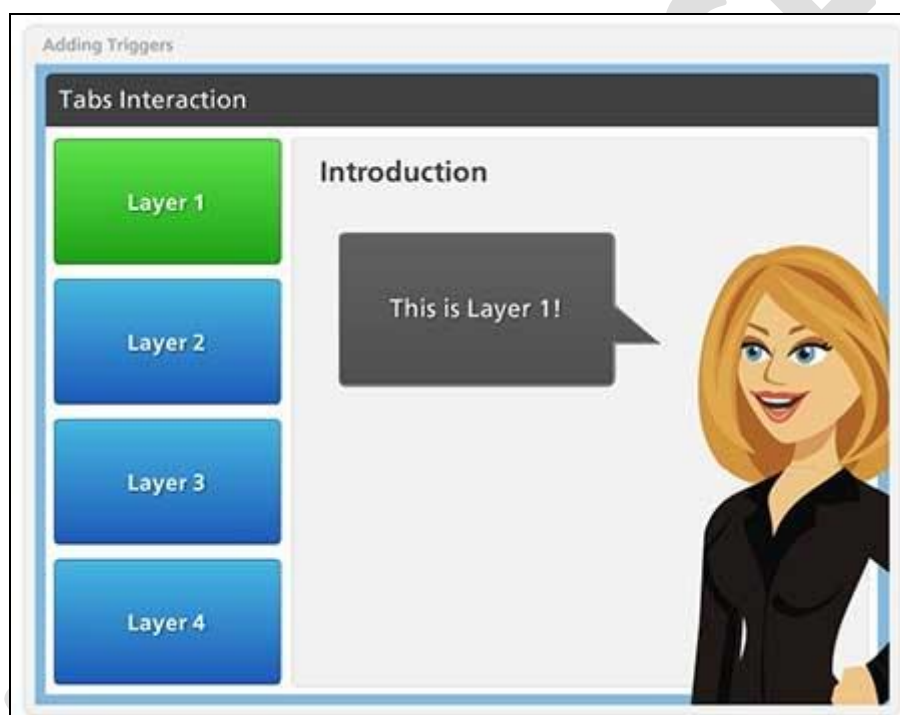 Adding Triggers
Tabs Interaction
Layer 1
Introduction
This is Layer 1!
Layer 2
Layer 3
Layer 4